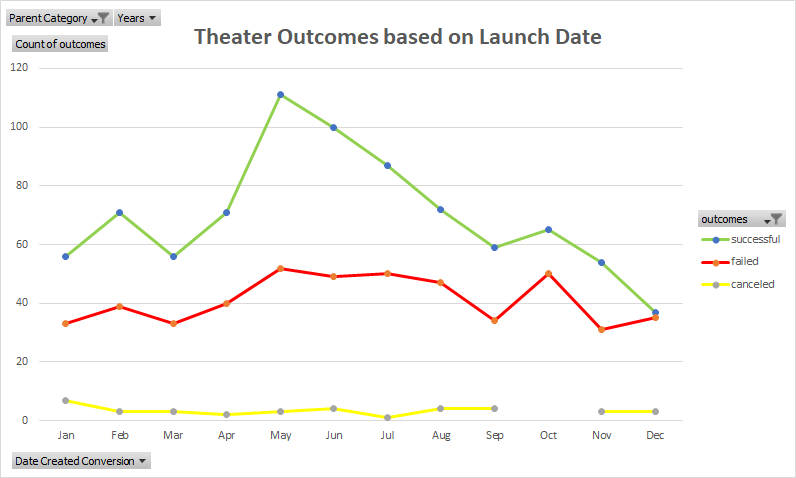 Parent Category Years
Count of outcomes
Theater Outcomes based on Launch Date
120
100
80
60
40
20
0
Jan Feb Mar Apr May Jun Jul Aug Sep Oct Nov Dec
outcomes
successful
failed
canceled
Date Created Conversion